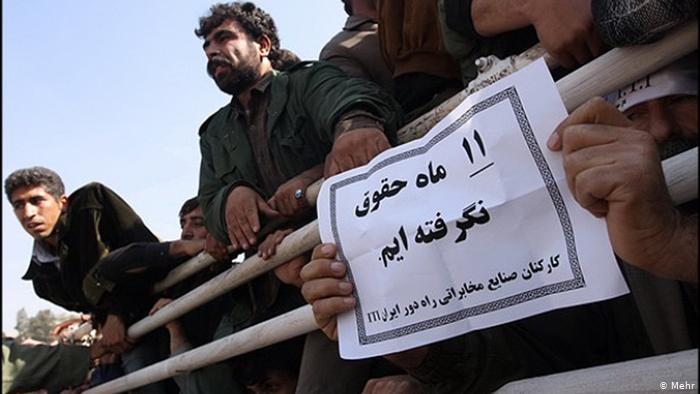 ۱۱ ماه حقوق
نگرفته ایم.
کارکنان صنایع مخابراتی راه دور ایران ITI
I.T.I
© Mehr